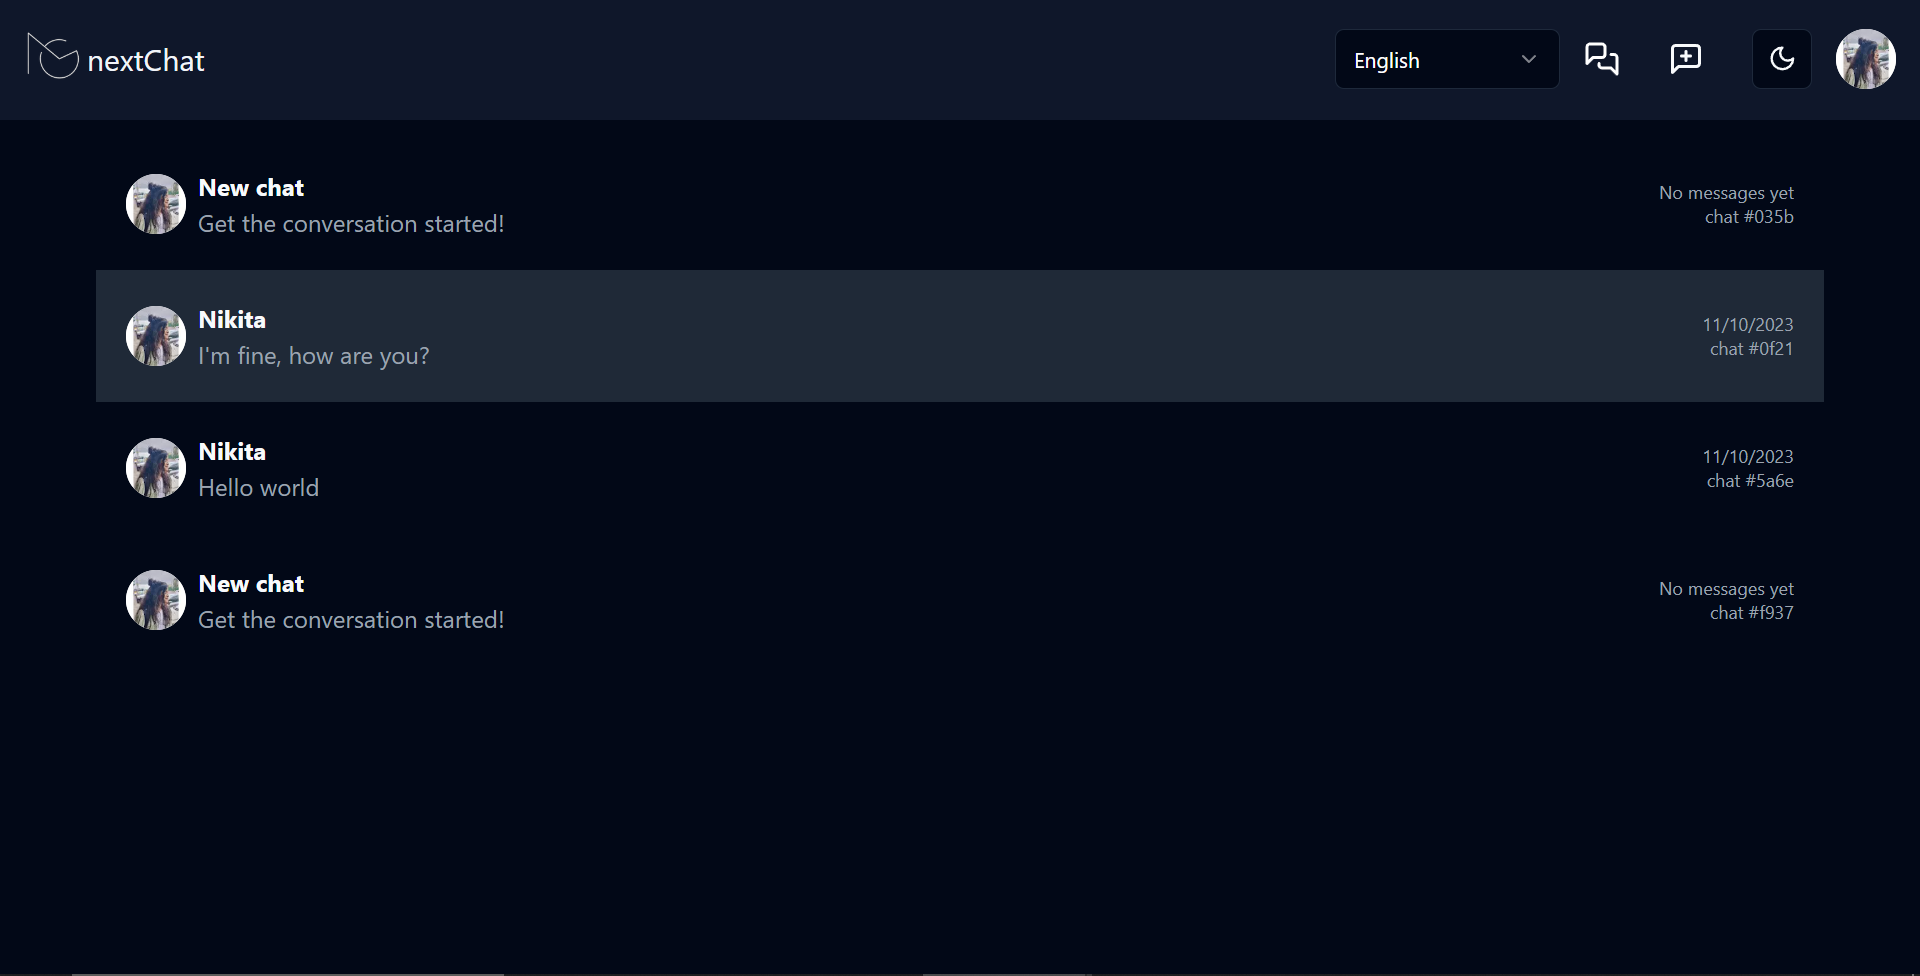 nextChat
English
New chat
Get the conversation started!
No messages yet
chat #035b
Nikita
I'm fine, how are you?
11/10/2023
chat #0f21
Nikita
Hello world
11/10/2023
chat #5a6e
New chat
Get the conversation started!
No messages yet
chat #f937